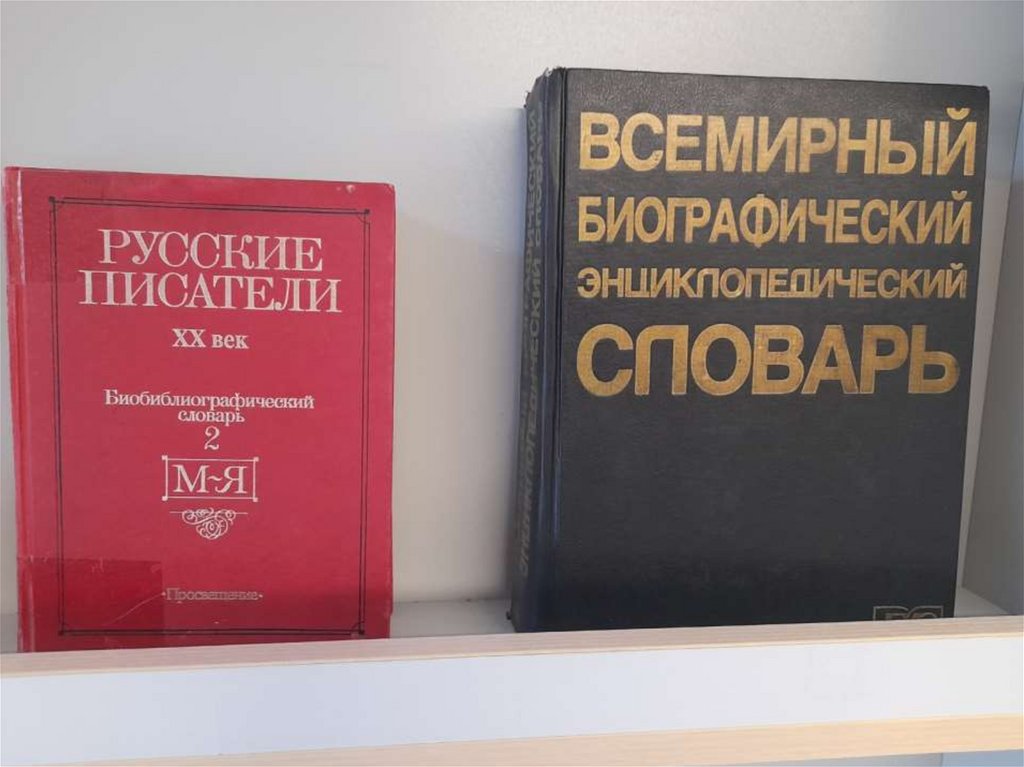 РУССКИЕ
ПИСАТЕЛИ
XX век
Биобиблиографический
словарь
2
М~Я
·Просвещение·
ВСЕМИРНЫЙ
БИОГРАФИЧЕСКИЙ
ЭНЦИКЛОПЕДИЧЕСКИЙ
СЛОВАРЬ